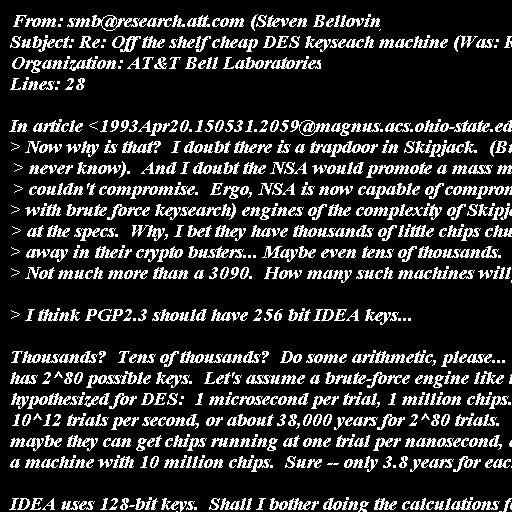 From: smb@research.att.com (Steven Bellovin
Subject: Re: Off the shelf cheap DES keyseach machine (Was:
Organization: AT&T Bell Laboratories
Lines: 28

In article <1993Apr20.150531.2059@magnus.acs.ohio-state.ed
> Now why is that?  I doubt there is a trapdoor in Skipjack.
> never know).  And I doubt the NSA would promote a mass
> couldn't compromise.  Ergo, NSA is now capable of
> with brute force keysearch) engines of the complexity of
> at the specs.  Why, I bet they have thousands of little chips
> away in their crypto busters... Maybe even tens of thousands.
> Not much more than a 3090.  How many such machines will

> I think PGP2.3 should have 256 bit IDEA keys...

Thousands?  Tens of thousands?  Do some arithmetic, please...
has 2^80 possible keys.  Let's assume a brute-force engine like
hypothesized for DES:  1 microsecond per trial, 1 million chips.
10^12 trials per second, or about 38,000 years for 2^80 trials.
maybe they can get chips running at one trial per nanosecond,
a machine with 10 million chips.  Sure -- only 3.8 years for

IDEA uses 128-bit keys.  Shall I bother doing the calculations